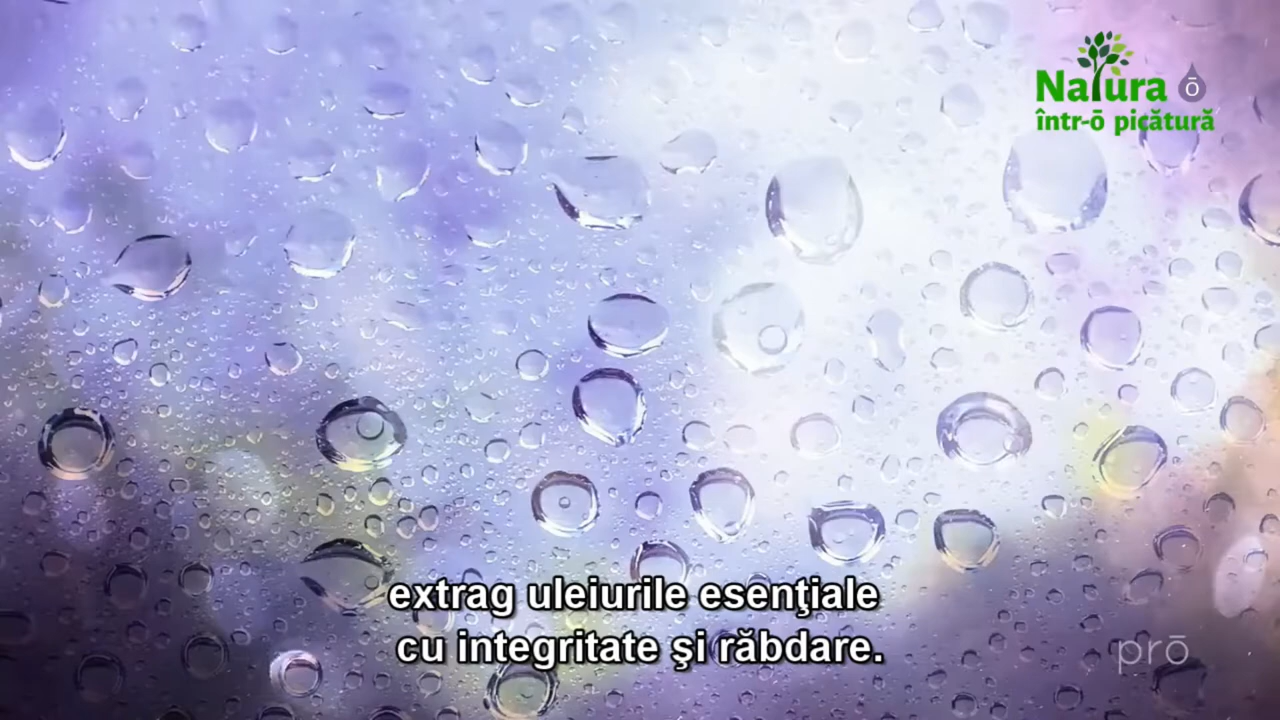 Natura ō
într-ō picătură
extrag uleiurile esenţiale
cu integritate şi răbdare.
prō